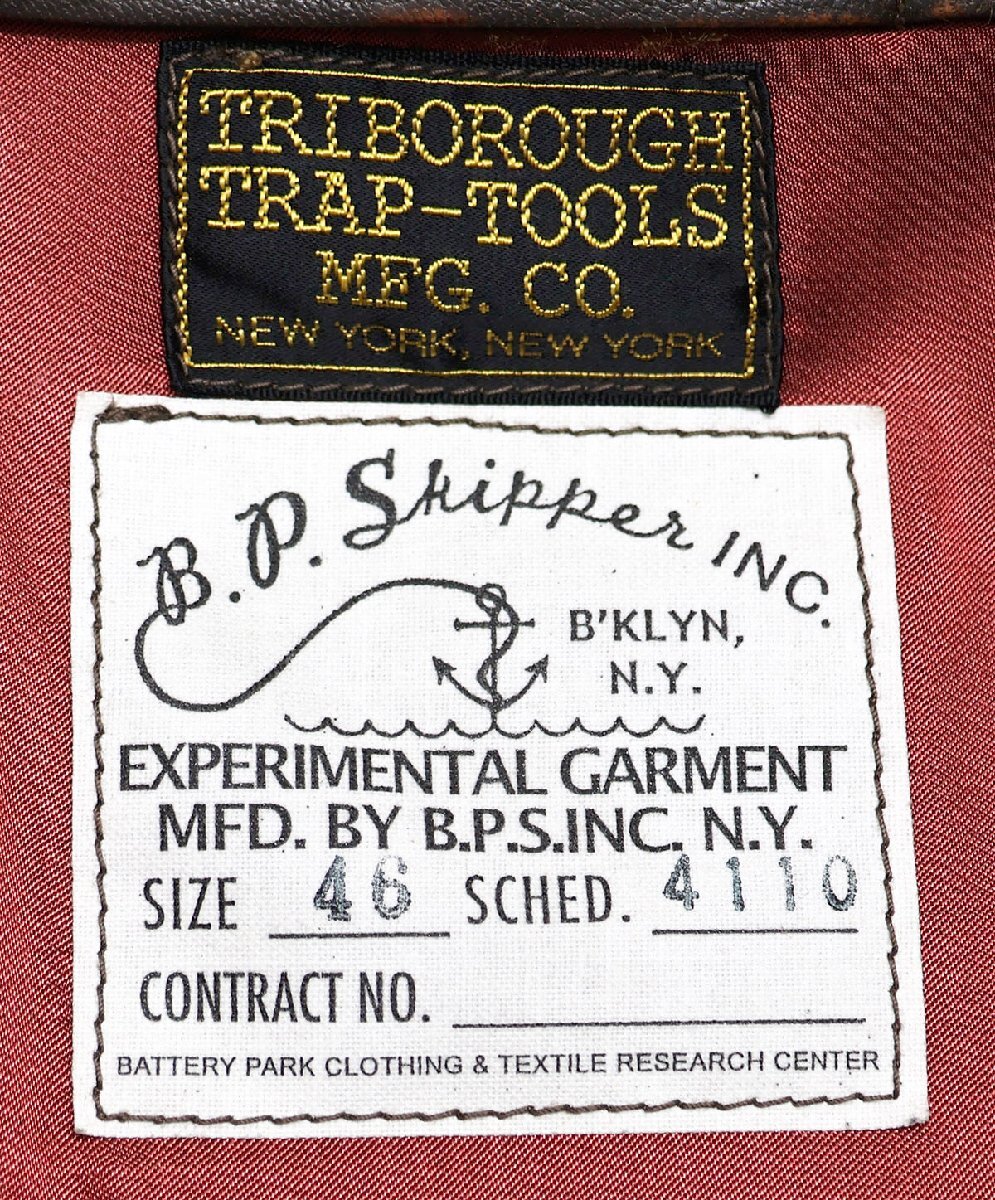 TRIBOROUGH
TRAP-TOOLS
MFG. CO.
NEW YORK, NEW YORK
B.P. Skipper INC.
B'KLYN,
N.Y.
EXPERIMENTAL GARMENT
MFD. BY B.P.S.INC. N.Y.
SIZE 46 SCHED. 4110
CONTRACT NO.
BATTERY PARK CLOTHING & TEXTILE RESEARCH CENTER